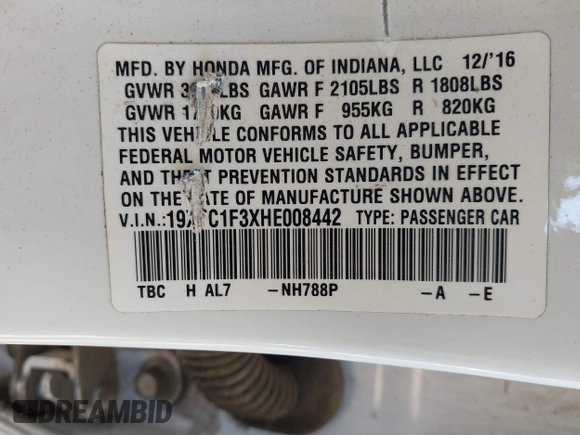 MFD. BY HONDA MFG. OF INDIANA, LLC 12/'16
GVWR LBS GAWR F 2105LBS R 1808LBS
GVWR KG GAWR F 955KG R 820KG
THIS VEHICLE CONFORMS TO ALL APPLICABLE
FEDERAL MOTOR VEHICLE SAFETY, BUMPER,
AND THEFT PREVENTION STANDARDS IN EFFECT
ON THE DATE OF MANUFACTURE SHOWN ABOVE.
V.I.N.: C1F3XHE008442 TYPE: PASSENGER CAR
TBC H AL7 -NH788P -A -E
DREAMBID